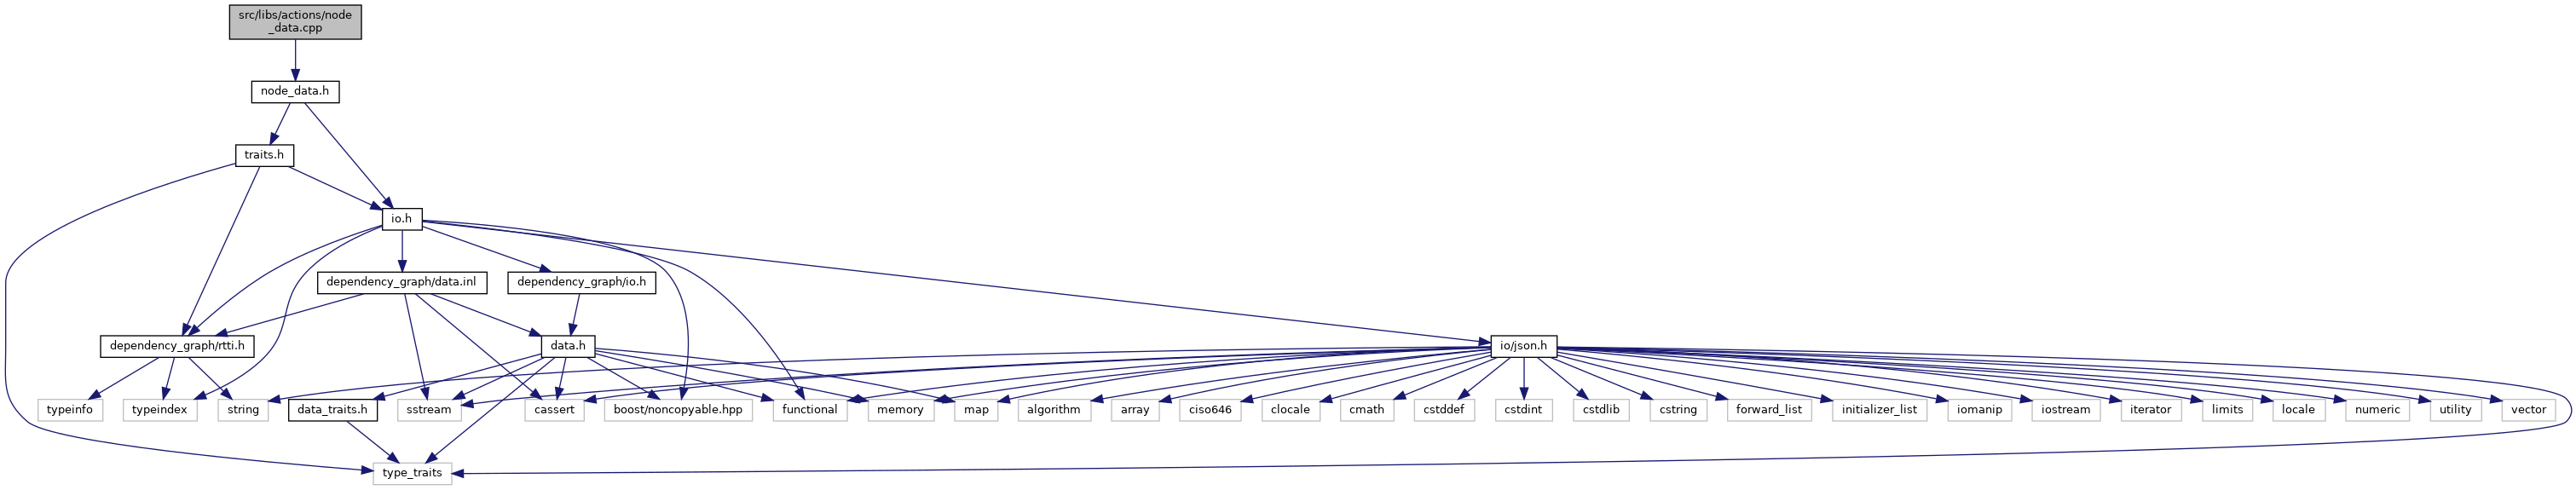 src/libs/actions/node
_data.cpp
node_data.h
traits.h
io.h
dependency_graph/data.inl
dependency_graph/io.h
dependency_graph/rtti.h
data.h
io/json.h
typeinfo
typeindex
string
data_traits.h
sstream
cassert
boost/noncopyable.hpp
functional
memory
map
algorithm
array
ciso646
clocale
cmath
cstddef
cstdint
cstdlib
cstring
forward_list
initializer_list
iomanip
iostream
iterator
limits
locale
numeric
utility
vector
type_traits